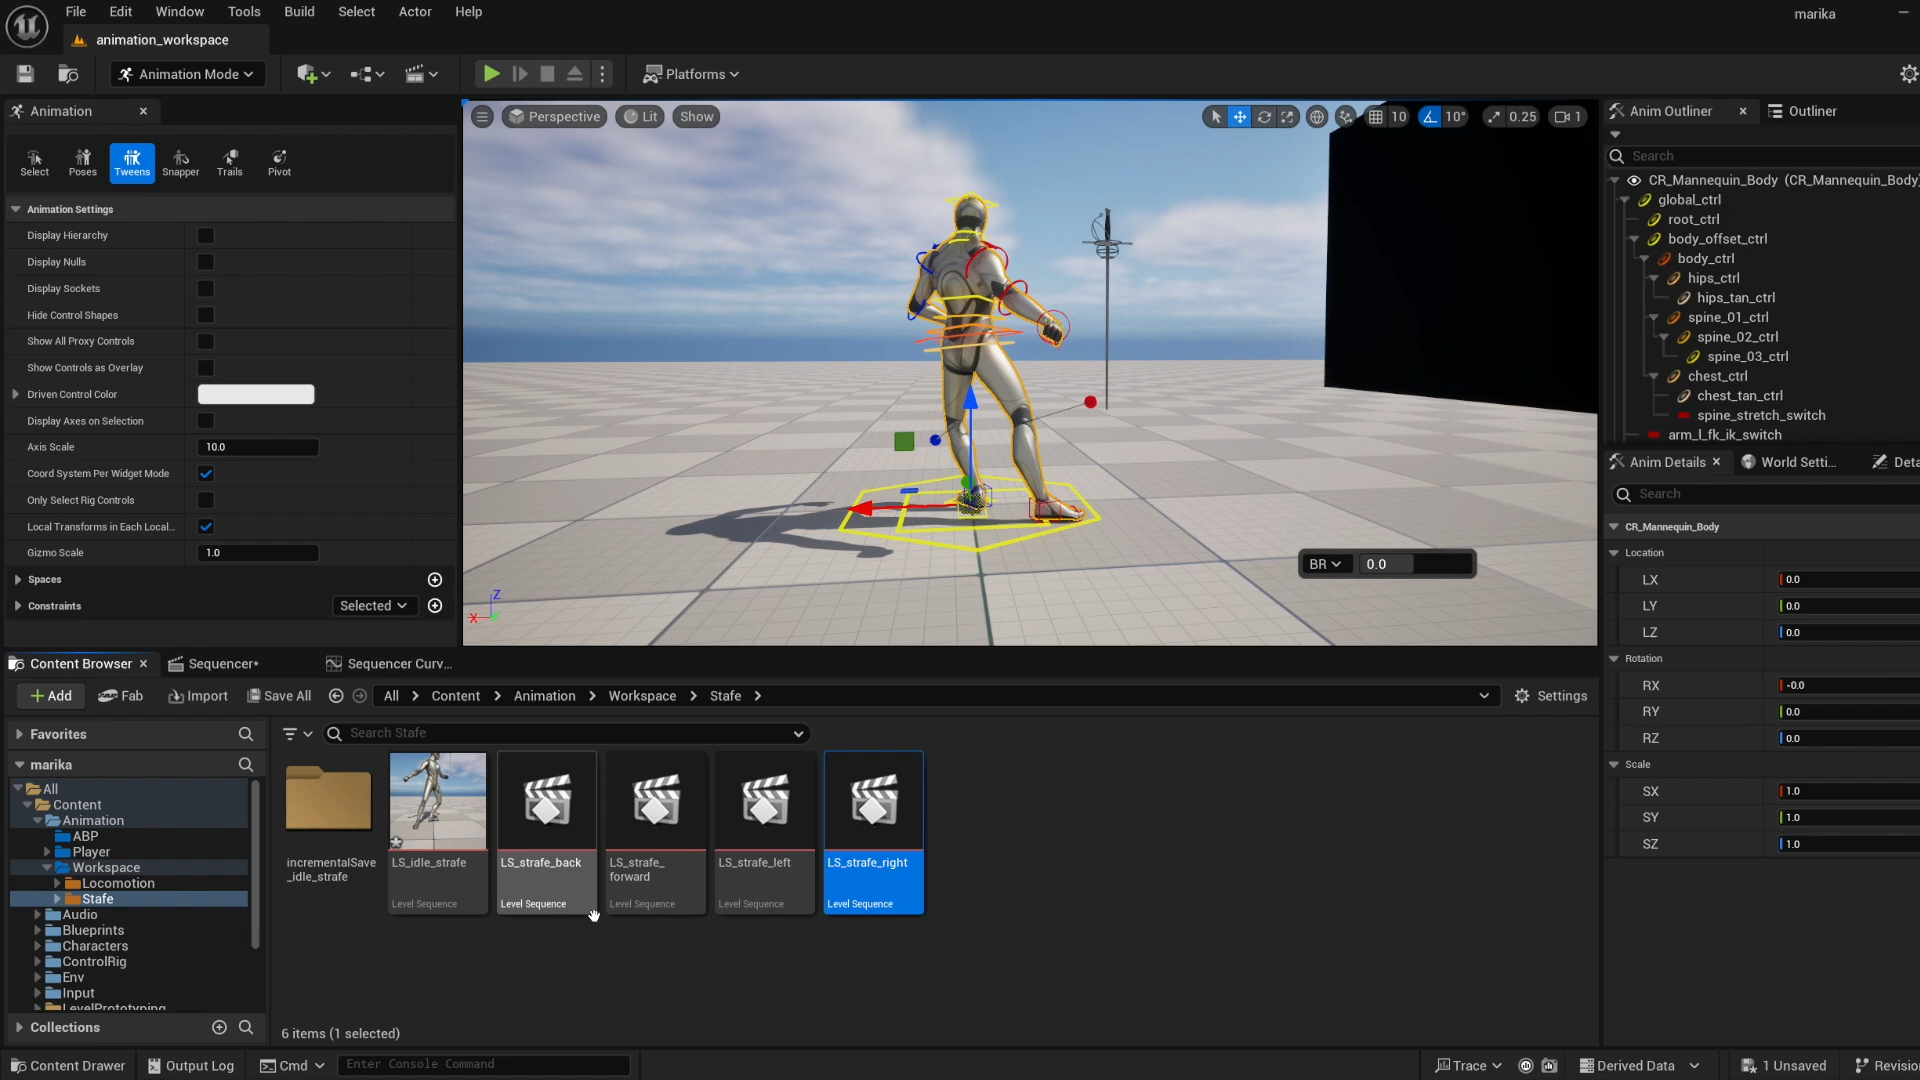 File Edit Window Tools Build Select Actor Help
marika
animation_workspace
Animation Mode
Platforms
Animation
Select
Poses
Tweens
Snapper
Trails
Pivot
Animation Settings
Display Hierarchy
Display Nulls
Display Sockets
Hide Control Shapes
Show All Proxy Controls
Show Controls as Overlay
Driven Control Color
Display Axes on Selection
Axis Scale 10.0
Coord System Per Widget Mode
Only Select Rig Controls
Local Transforms in Each Local...
Gizmo Scale 1.0
Spaces
Constraints Selected
Perspective Lit Show
10 10° 0.25 1
BR 0.0
Z
X
Anim Outliner Outliner
Search
CR_Mannequin_Body (CR_Mannequin_Body)
global_ctrl
root_ctrl
body_offset_ctrl
body_ctrl
hips_ctrl
hips_tan_ctrl
spine_01_ctrl
spine_02_ctrl
spine_03_ctrl
chest_ctrl
chest_tan_ctrl
spine_stretch_switch
arm_l_fk_ik_switch
Anim Details World Setti... Deta
Search
CR_Mannequin_Body
Location
LX 0.0
LY 0.0
LZ 0.0
Rotation
RX -0.0
RY 0.0
RZ 0.0
Scale
SX 1.0
SY 1.0
SZ 1.0
Content Browser Sequencer* Sequencer Curv...
Add Fab Import Save All All Content Animation Workspace Stafe Settings
Favorites
marika
All
Content
Animation
ABP
Player
Workspace
Locomotion
Stafe
Audio
Blueprints
Characters
ControlRig
Env
Input
LevelPrototyping
Collections
Search Stafe
incrementalSave
_idle_strafe
LS_idle_strafe
Level Sequence
LS_strafe_back
Level Sequence
LS_strafe_
forward
Level Sequence
LS_strafe_left
Level Sequence
LS_strafe_right
Level Sequence
6 items (1 selected)
Content Drawer Output Log Cmd Enter Console Command Trace Derived Data 1 Unsaved Revisio